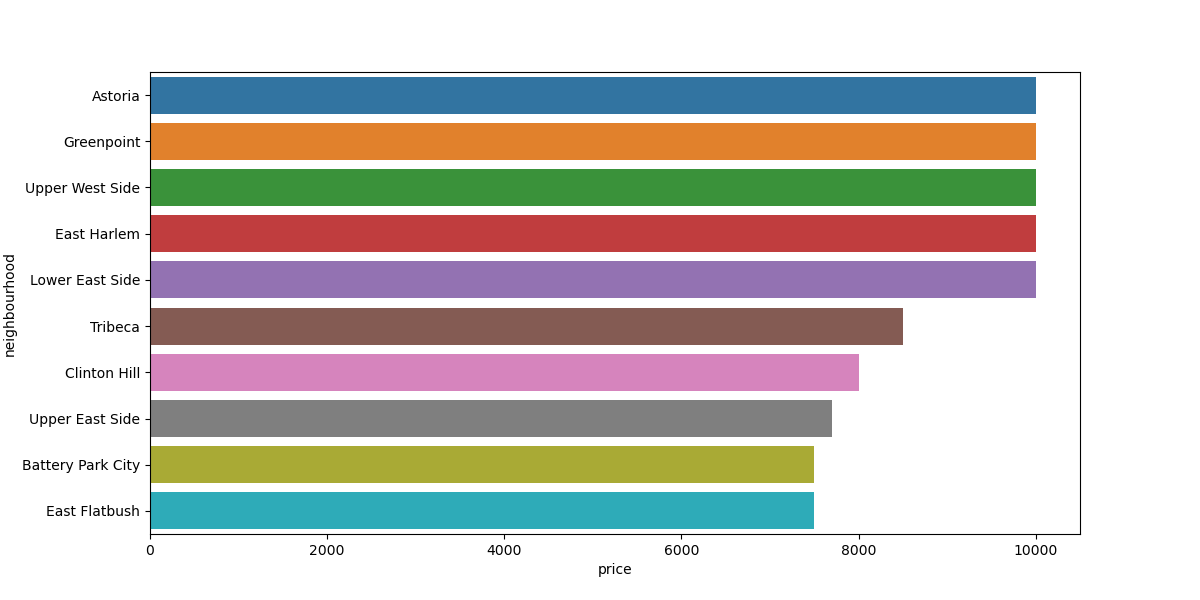 Astoria
Greenpoint
Upper West Side
East Harlem
Lower East Side
Tribeca
Clinton Hill
Upper East Side
Battery Park City
East Flatbush
neighbourhood
0 2000 4000 6000 8000 10000
price